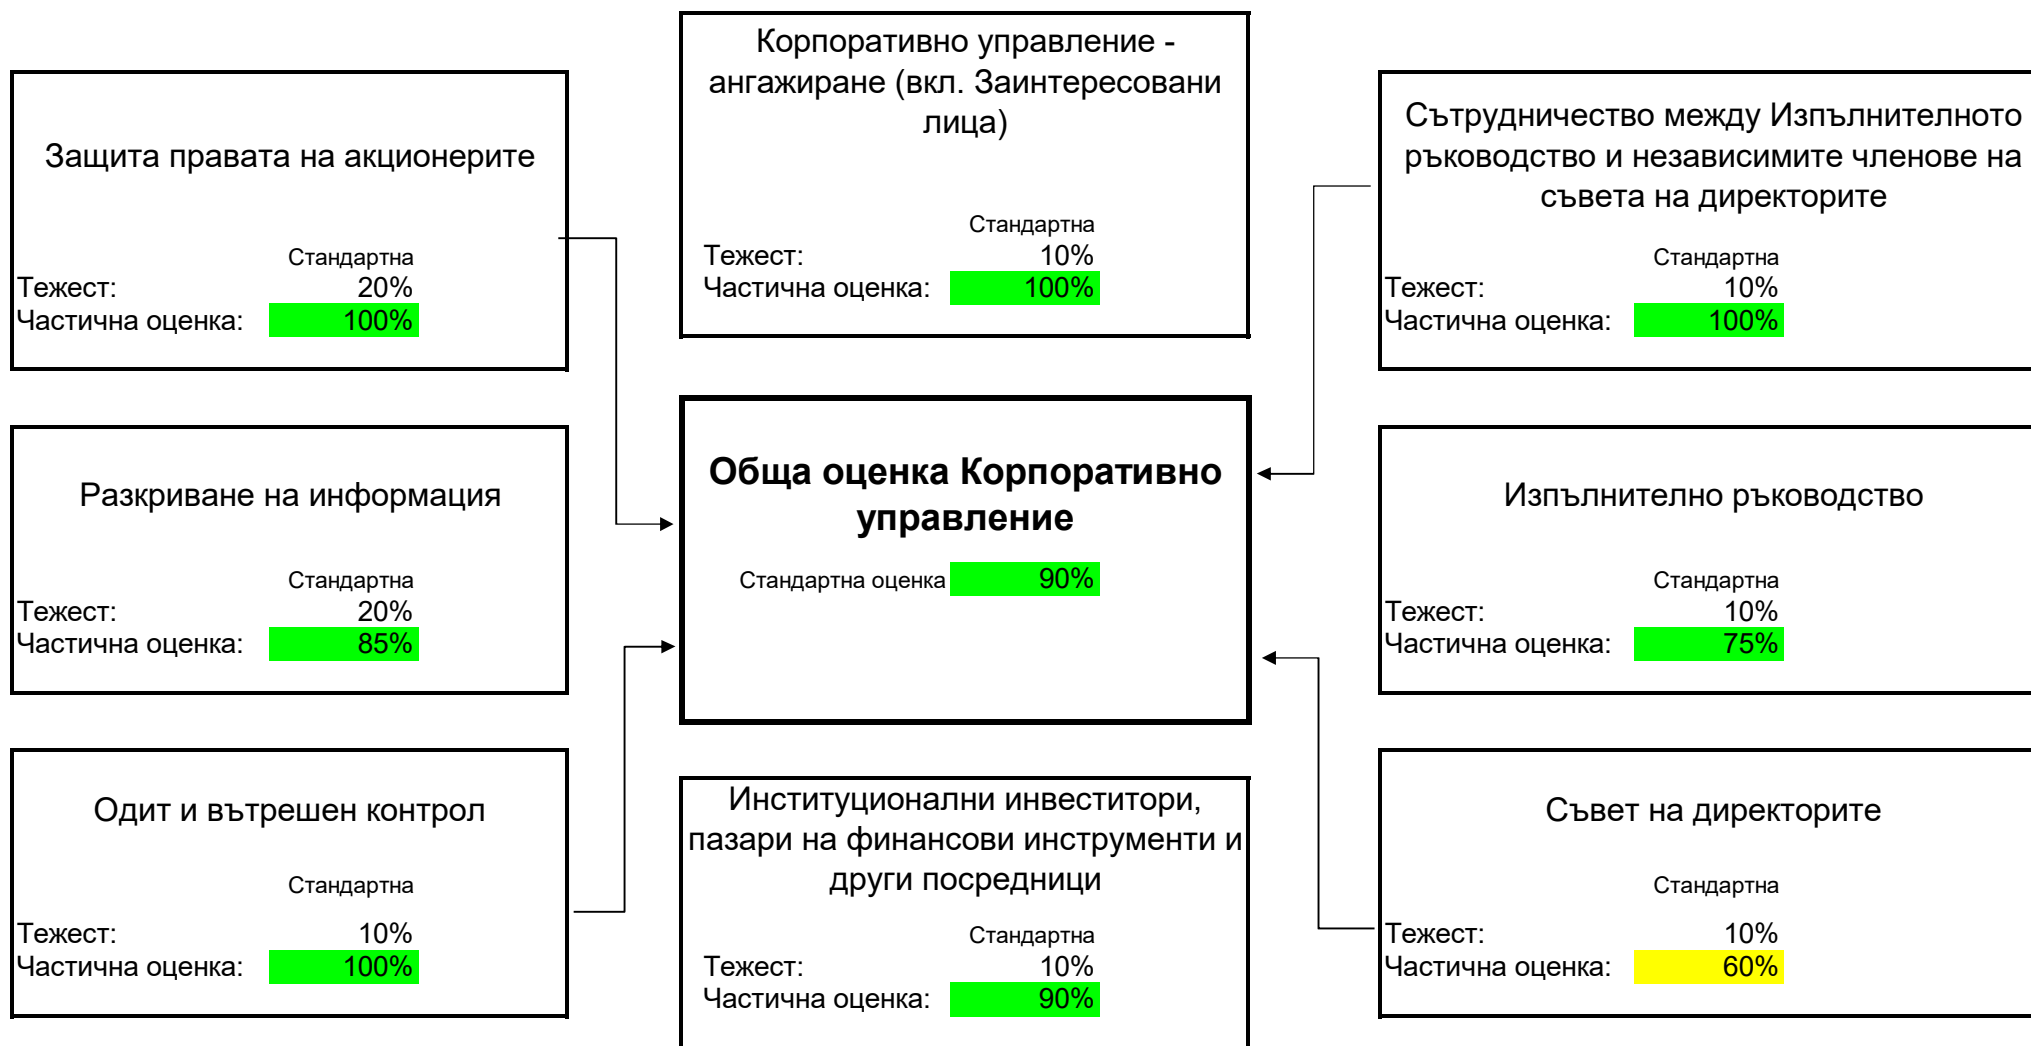 Корпоративно управление -
ангажиране (вкл. Заинтересовани
лица)
Стандартна
Тежест: 10%
Частична оценка: 100%
Защита правата на акционерите
Стандартна
Тежест: 20%
Частична оценка: 100%
Сътрудничество между Изпълнителното
ръководство и независимите членове на
съвета на директорите
Стандартна
Тежест: 10%
Частична оценка: 100%
Разкриване на информация
Стандартна
Тежест: 20%
Частична оценка: 85%
Обща оценка Корпоративно
управление
Стандартна оценка 90%
Изпълнително ръководство
Стандартна
Тежест: 10%
Частична оценка: 75%
Одит и вътрешен контрол
Стандартна
Тежест: 10%
Частична оценка: 100%
Институционални инвеститори,
пазари на финансови инструменти и
други посредници
Стандартна
Тежест: 10%
Частична оценка: 90%
Съвет на директорите
Стандартна
Тежест: 10%
Частична оценка: 60%